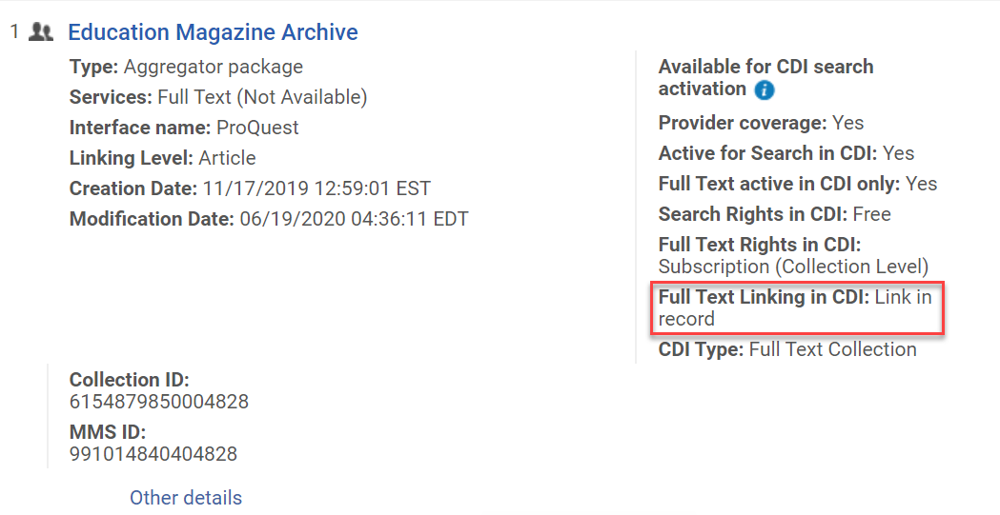 1 Education Magazine Archive
Type: Aggregator package
Services: Full Text (Not Available)
Interface name: ProQuest
Linking Level: Article
Creation Date: 11/17/2019 12:59:01 EST
Modification Date: 06/19/2020 04:36:11 EDT
Available for CDI search
activation i
Provider coverage: Yes
Active for Search in CDI: Yes
Full Text active in CDI only: Yes
Search Rights in CDI: Free
Full Text Rights in CDI:
Subscription (Collection Level)
Full Text Linking in CDI: Link in
record
CDI Type: Full Text Collection
Collection ID:
6154879850004828
MMS ID:
991014840404828
Other details